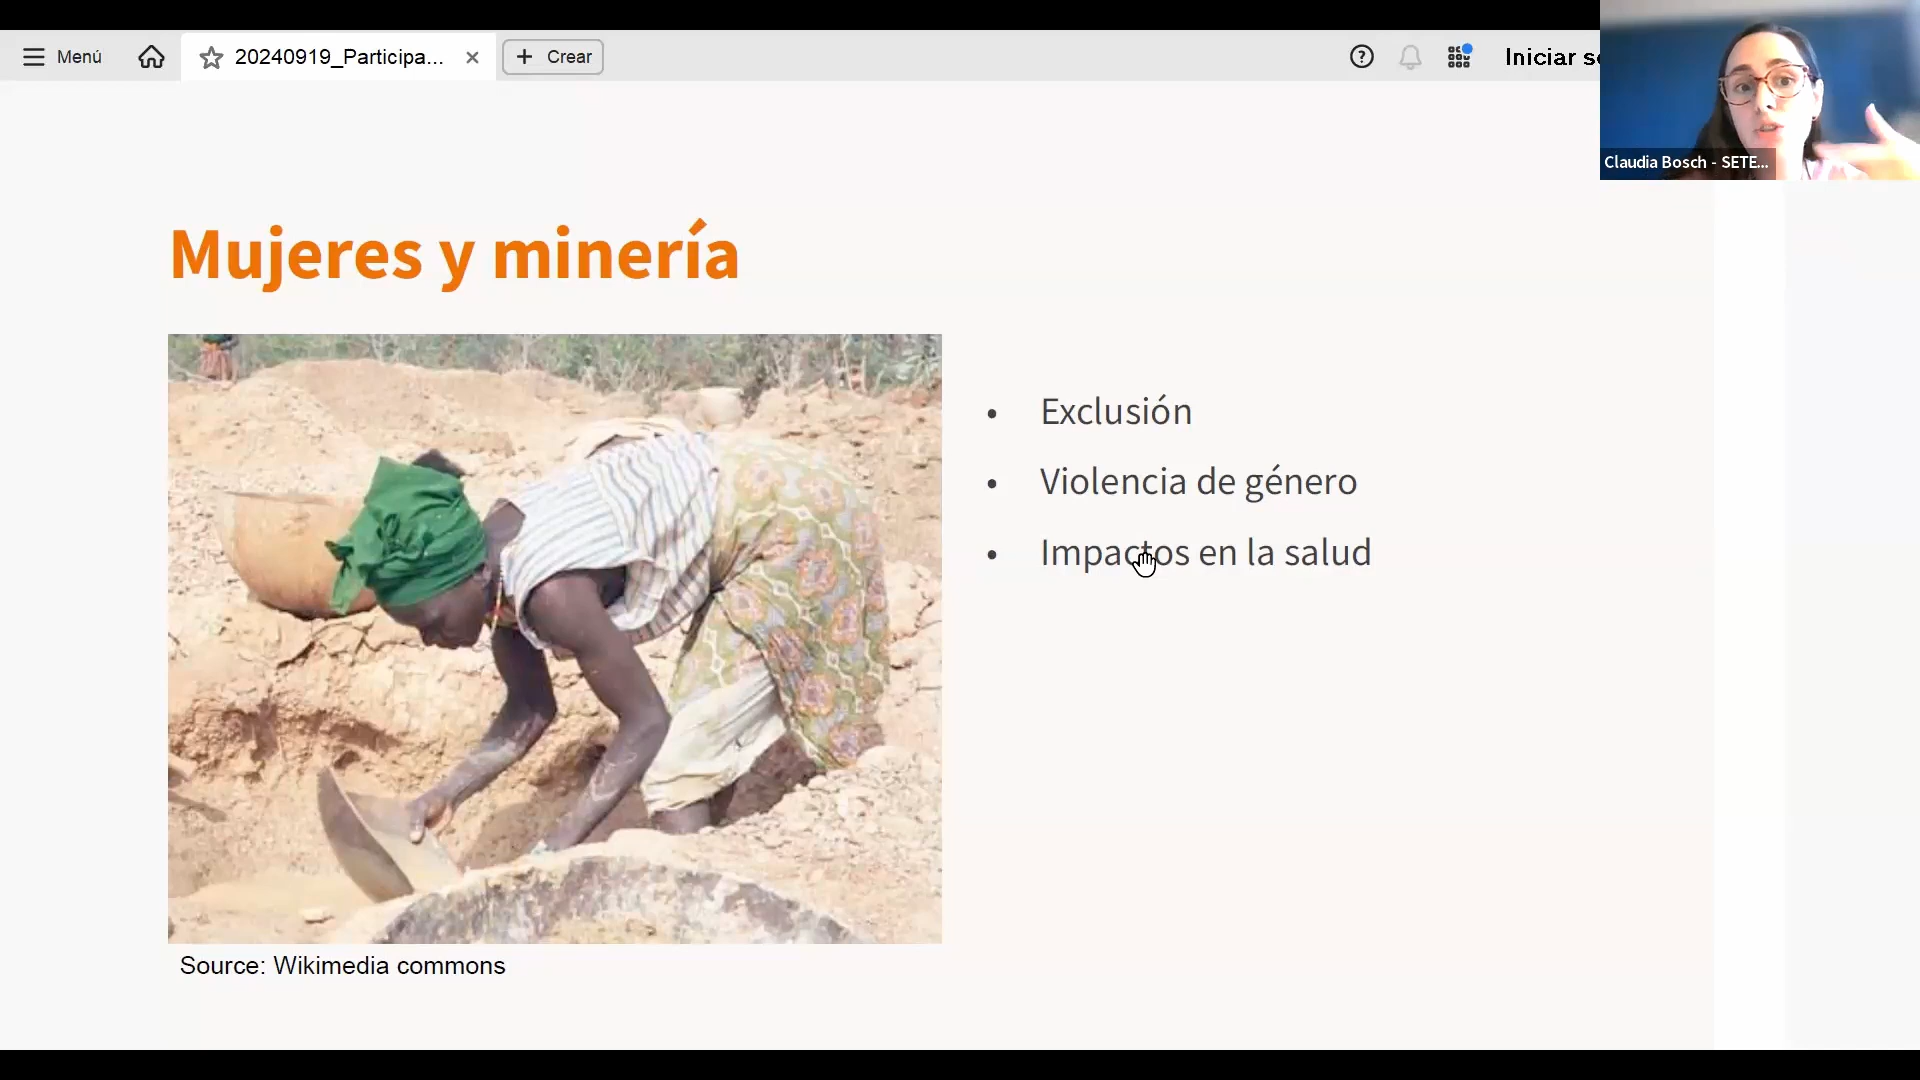 Menú
20240919_Participa...
Crear
Iniciar s
Claudia Bosch - SETE...
Mujeres y minería
• Exclusión
• Violencia de género
• Impactos en la salud
Source: Wikimedia commons